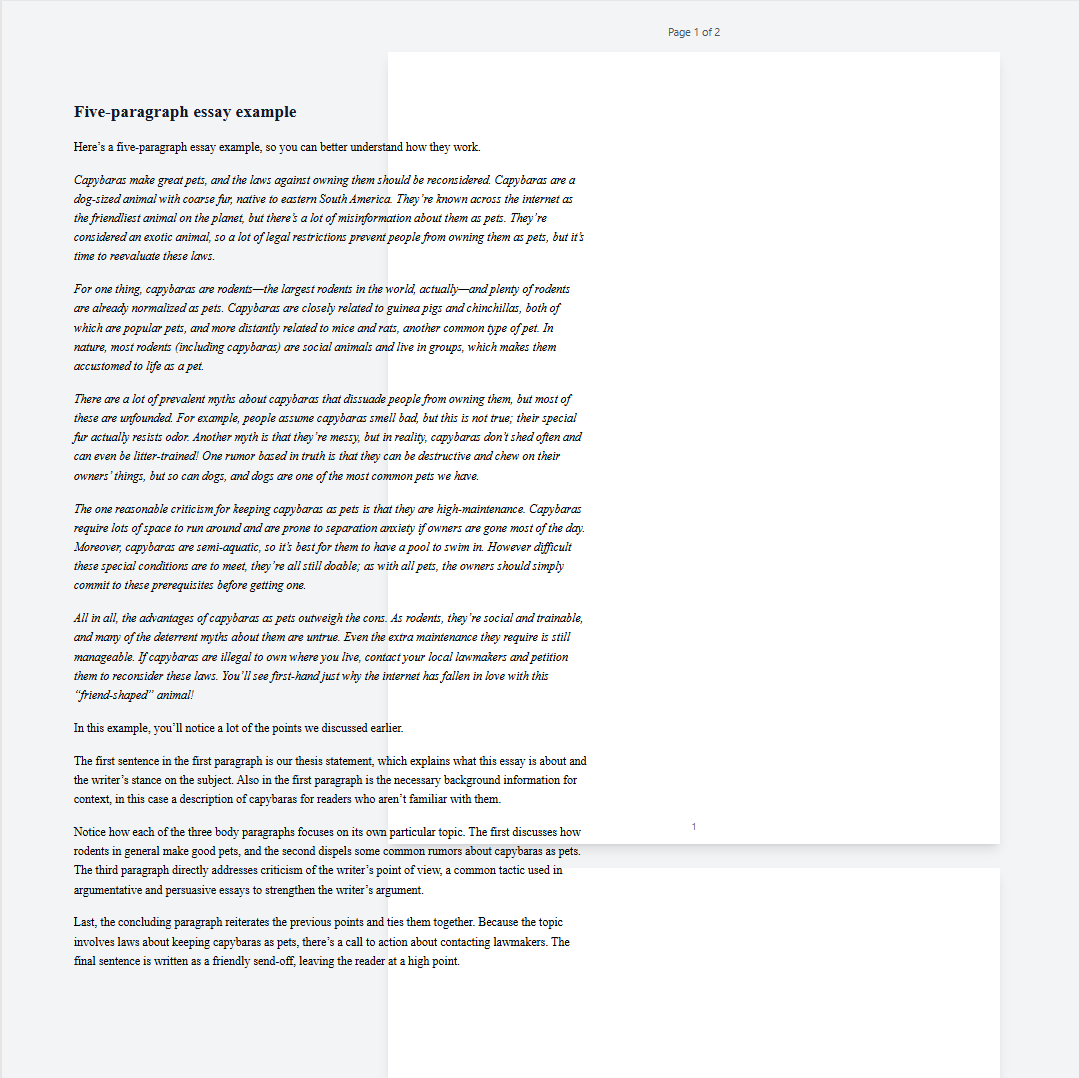 Page 1 of 2
Five-paragraph essay example
Here’s a five-paragraph essay example, so you can better understand how they work.
Capybaras make great pets, and the laws against owning them should be reconsidered. Capybaras are a
dog-sized animal with coarse fur, native to eastern South America. They’re known across the internet as
the friendliest animal on the planet, but there’s a lot of misinformation about them as pets. They’re
considered an exotic animal, so a lot of legal restrictions prevent people from owning them as pets, but it’s
time to reevaluate these laws.
For one thing, capybaras are rodents—the largest rodents in the world, actually—and plenty of rodents
are already normalized as pets. Capybaras are closely related to guinea pigs and chinchillas, both of
which are popular pets, and more distantly related to mice and rats, another common type of pet. In
nature, most rodents (including capybaras) are social animals and live in groups, which makes them
accustomed to life as a pet.
There are a lot of prevalent myths about capybaras that dissuade people from owning them, but most of
these are unfounded. For example, people assume capybaras smell bad, but this is not true; their special
fur actually resists odor. Another myth is that they’re messy, but in reality, capybaras don’t shed often and
can even be litter-trained! One rumor based in truth is that they can be destructive and chew on their
owners’ things, but so can dogs, and dogs are one of the most common pets we have.
The one reasonable criticism for keeping capybaras as pets is that they are high-maintenance. Capybaras
require lots of space to run around and are prone to separation anxiety if owners are gone most of the day.
Moreover, capybaras are semi-aquatic, so it’s best for them to have a pool to swim in. However difficult
these special conditions are to meet, they’re all still doable; as with all pets, the owners should simply
commit to these prerequisites before getting one.
All in all, the advantages of capybaras as pets outweigh the cons. As rodents, they’re social and trainable,
and many of the deterrent myths about them are untrue. Even the extra maintenance they require is still
manageable. If capybaras are illegal to own where you live, contact your local lawmakers and petition
them to reconsider these laws. You’ll see first-hand just why the internet has fallen in love with this
“friend-shaped” animal!
In this example, you’ll notice a lot of the points we discussed earlier.
The first sentence in the first paragraph is our thesis statement, which explains what this essay is about and
the writer’s stance on the subject. Also in the first paragraph is the necessary background information for
context, in this case a description of capybaras for readers who aren’t familiar with them.
Notice how each of the three body paragraphs focuses on its own particular topic. The first discusses how
rodents in general make good pets, and the second dispels some common rumors about capybaras as pets.
The third paragraph directly addresses criticism of the writer’s point of view, a common tactic used in
argumentative and persuasive essays to strengthen the writer’s argument.
Last, the concluding paragraph reiterates the previous points and ties them together. Because the topic
involves laws about keeping capybaras as pets, there’s a call to action about contacting lawmakers. The
final sentence is written as a friendly send-off, leaving the reader at a high point.
1